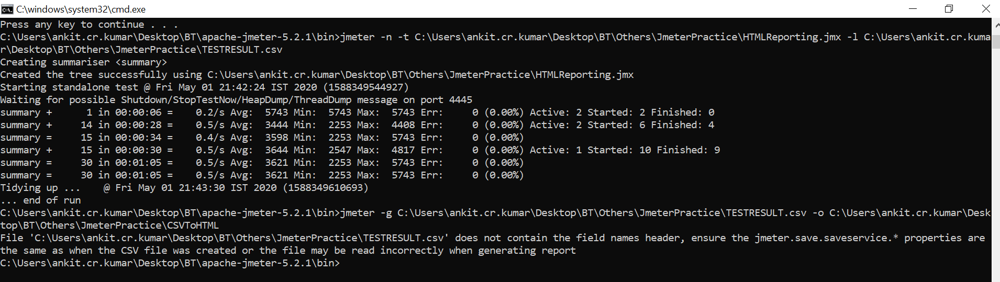 C:\windows\system32\cmd.exe
Press any key to continue . . .
C:\Users\ankit.cr.kumar\Desktop\BT\apache-jmeter-5.2.1\bin>jmeter -n -t C:\Users\ankit.cr.kumar\Desktop\BT\Others\JmeterPractice\HTMLReporting.jmx -l C:\Users\ankit.cr.kuma
r\Desktop\BT\Others\JmeterPractice\TESTRESULT.csv
Creating summariser <summary>
Created the tree successfully using C:\Users\ankit.cr.kumar\Desktop\BT\Others\JmeterPractice\HTMLReporting.jmx
Starting standalone test @ Fri May 01 21:42:24 IST 2020 (1588349544927)
Waiting for possible Shutdown/StopTestNow/HeapDump/ThreadDump message on port 4445
summary +      1 in 00:00:06 =    0.2/s Avg:  5743 Min:  5743 Max:  5743 Err:     0 (0.00%) Active: 2 Started: 2 Finished: 0
summary +     14 in 00:00:28 =    0.5/s Avg:  3444 Min:  2253 Max:  4408 Err:     0 (0.00%) Active: 2 Started: 6 Finished: 4
summary =     15 in 00:00:34 =    0.4/s Avg:  3598 Min:  2253 Max:  5743 Err:     0 (0.00%)
summary +     15 in 00:00:30 =    0.5/s Avg:  3644 Min:  2547 Max:  4817 Err:     0 (0.00%) Active: 1 Started: 10 Finished: 9
summary =     30 in 00:01:05 =    0.5/s Avg:  3621 Min:  2253 Max:  5743 Err:     0 (0.00%)
summary =     30 in 00:01:05 =    0.5/s Avg:  3621 Min:  2253 Max:  5743 Err:     0 (0.00%)
Tidying up ...    @ Fri May 01 21:43:30 IST 2020 (1588349610693)
... end of run
C:\Users\ankit.cr.kumar\Desktop\BT\apache-jmeter-5.2.1\bin>jmeter -g C:\Users\ankit.cr.kumar\Desktop\BT\Others\JmeterPractice\TESTRESULT.csv -o C:\Users\ankit.cr.kumar\Desk
top\BT\Others\JmeterPractice\CSVToHTML
File 'C:\Users\ankit.cr.kumar\Desktop\BT\Others\JmeterPractice\TESTRESULT.csv' does not contain the field names header, ensure the jmeter.save.saveservice.* properties are
the same as when the CSV file was created or the file may be read incorrectly when generating report
C:\Users\ankit.cr.kumar\Desktop\BT\apache-jmeter-5.2.1\bin>